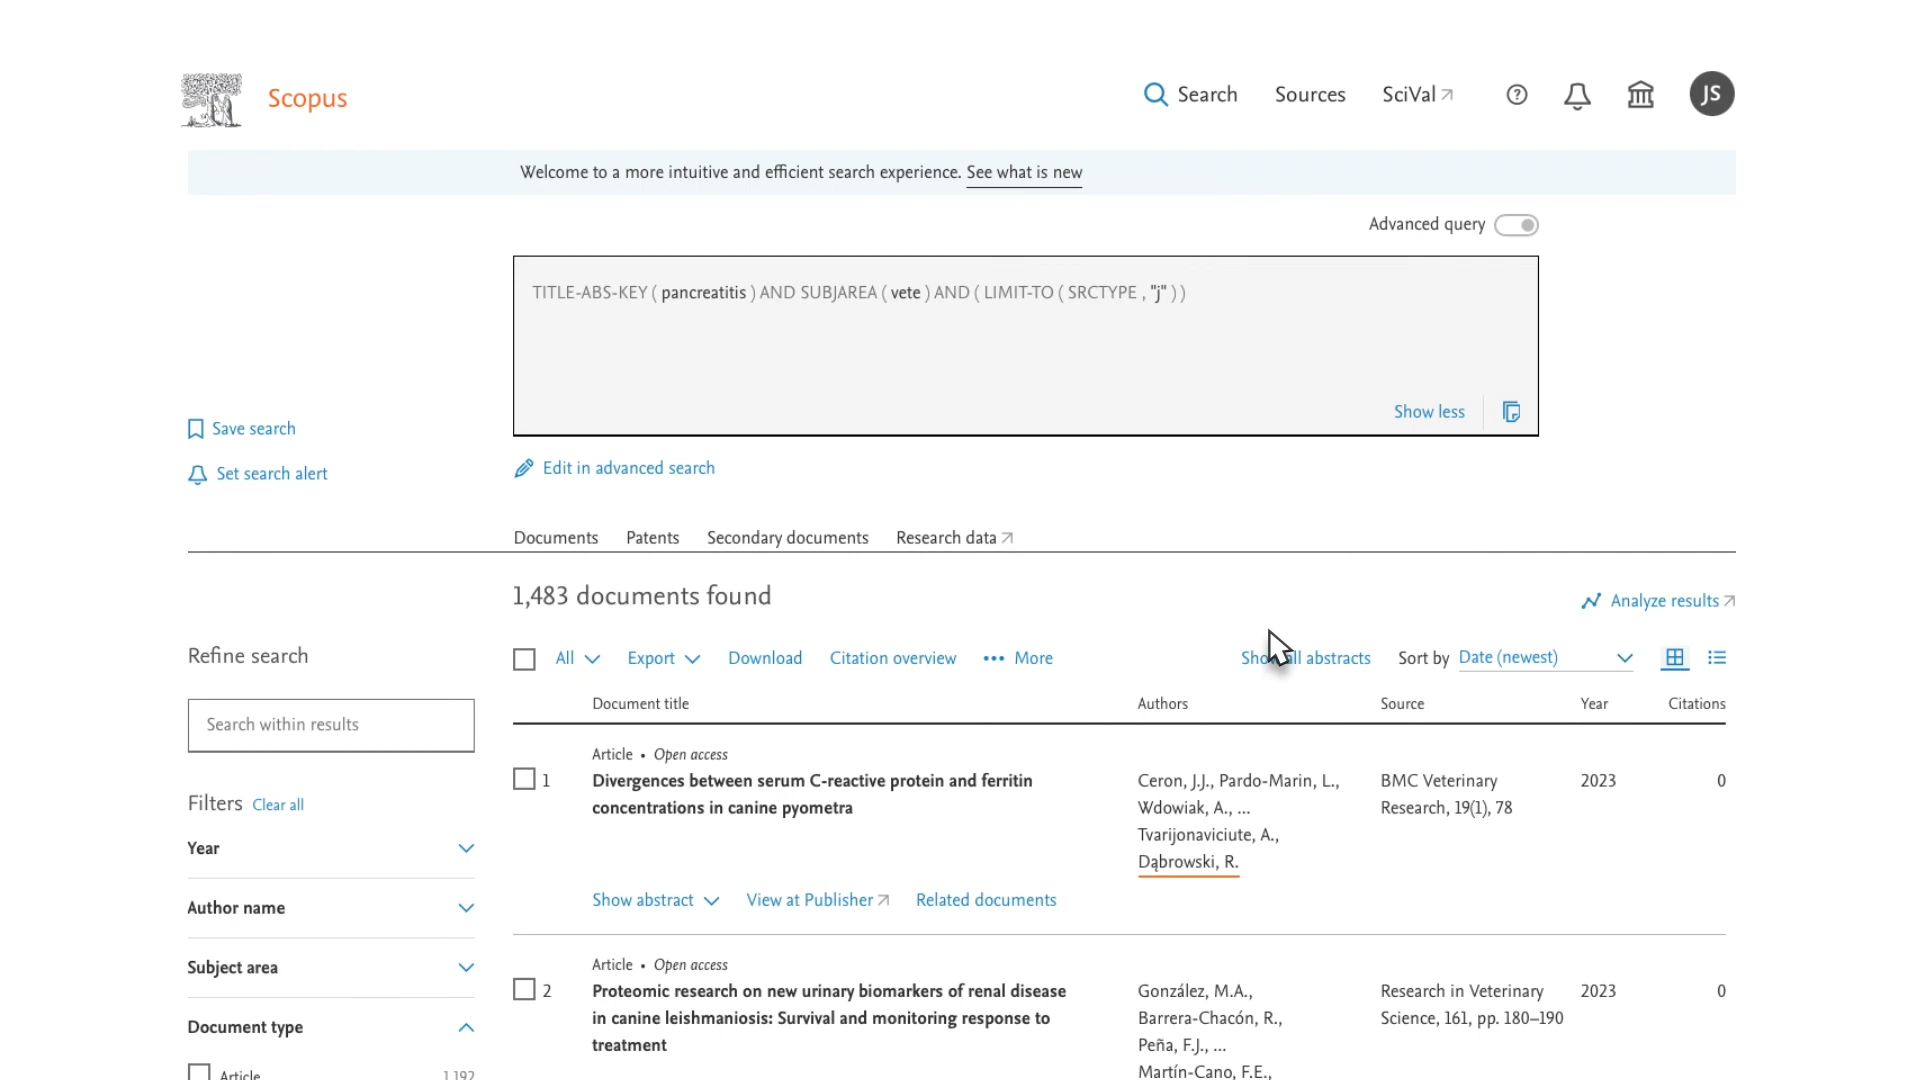 Scopus
Search Sources SciVal JS
Welcome to a more intuitive and efficient search experience. See what is new
Advanced query
TITLE-ABS-KEY ( pancreatitis ) AND SUBJAREA ( vete ) AND ( LIMIT-TO ( SRCTYPE , "j" ) )
Show less
Save search
Set search alert
Edit in advanced search
Documents Patents Secondary documents Research data
1,483 documents found
Analyze results
Refine search
All Export Download Citation overview ••• More all abstracts Sort by Date (newest)
Document title Authors Source Year Citations
Search within results
Article • Open access
1 Divergences between serum C-reactive protein and ferritin Ceron, J.J., Pardo-Marin, L., BMC Veterinary 2023 0
concentrations in canine pyometra Wdowiak, A., ... Research, 19(1), 78
Tvarijonaviciute, A.,
Dąbrowski, R.
Filters Clear all
Year
Show abstract View at Publisher Related documents
Author name
Article • Open access
Subject area
2 Proteomic research on new urinary biomarkers of renal disease González, M.A., Research in Veterinary 2023 0
in canine leishmaniosis: Survival and monitoring response to Barrera-Chacón, R., Science, 161, pp. 180–190
treatment Peña, F.J., ...
Martín-Cano, F.E.,
Document type
Article 1,192